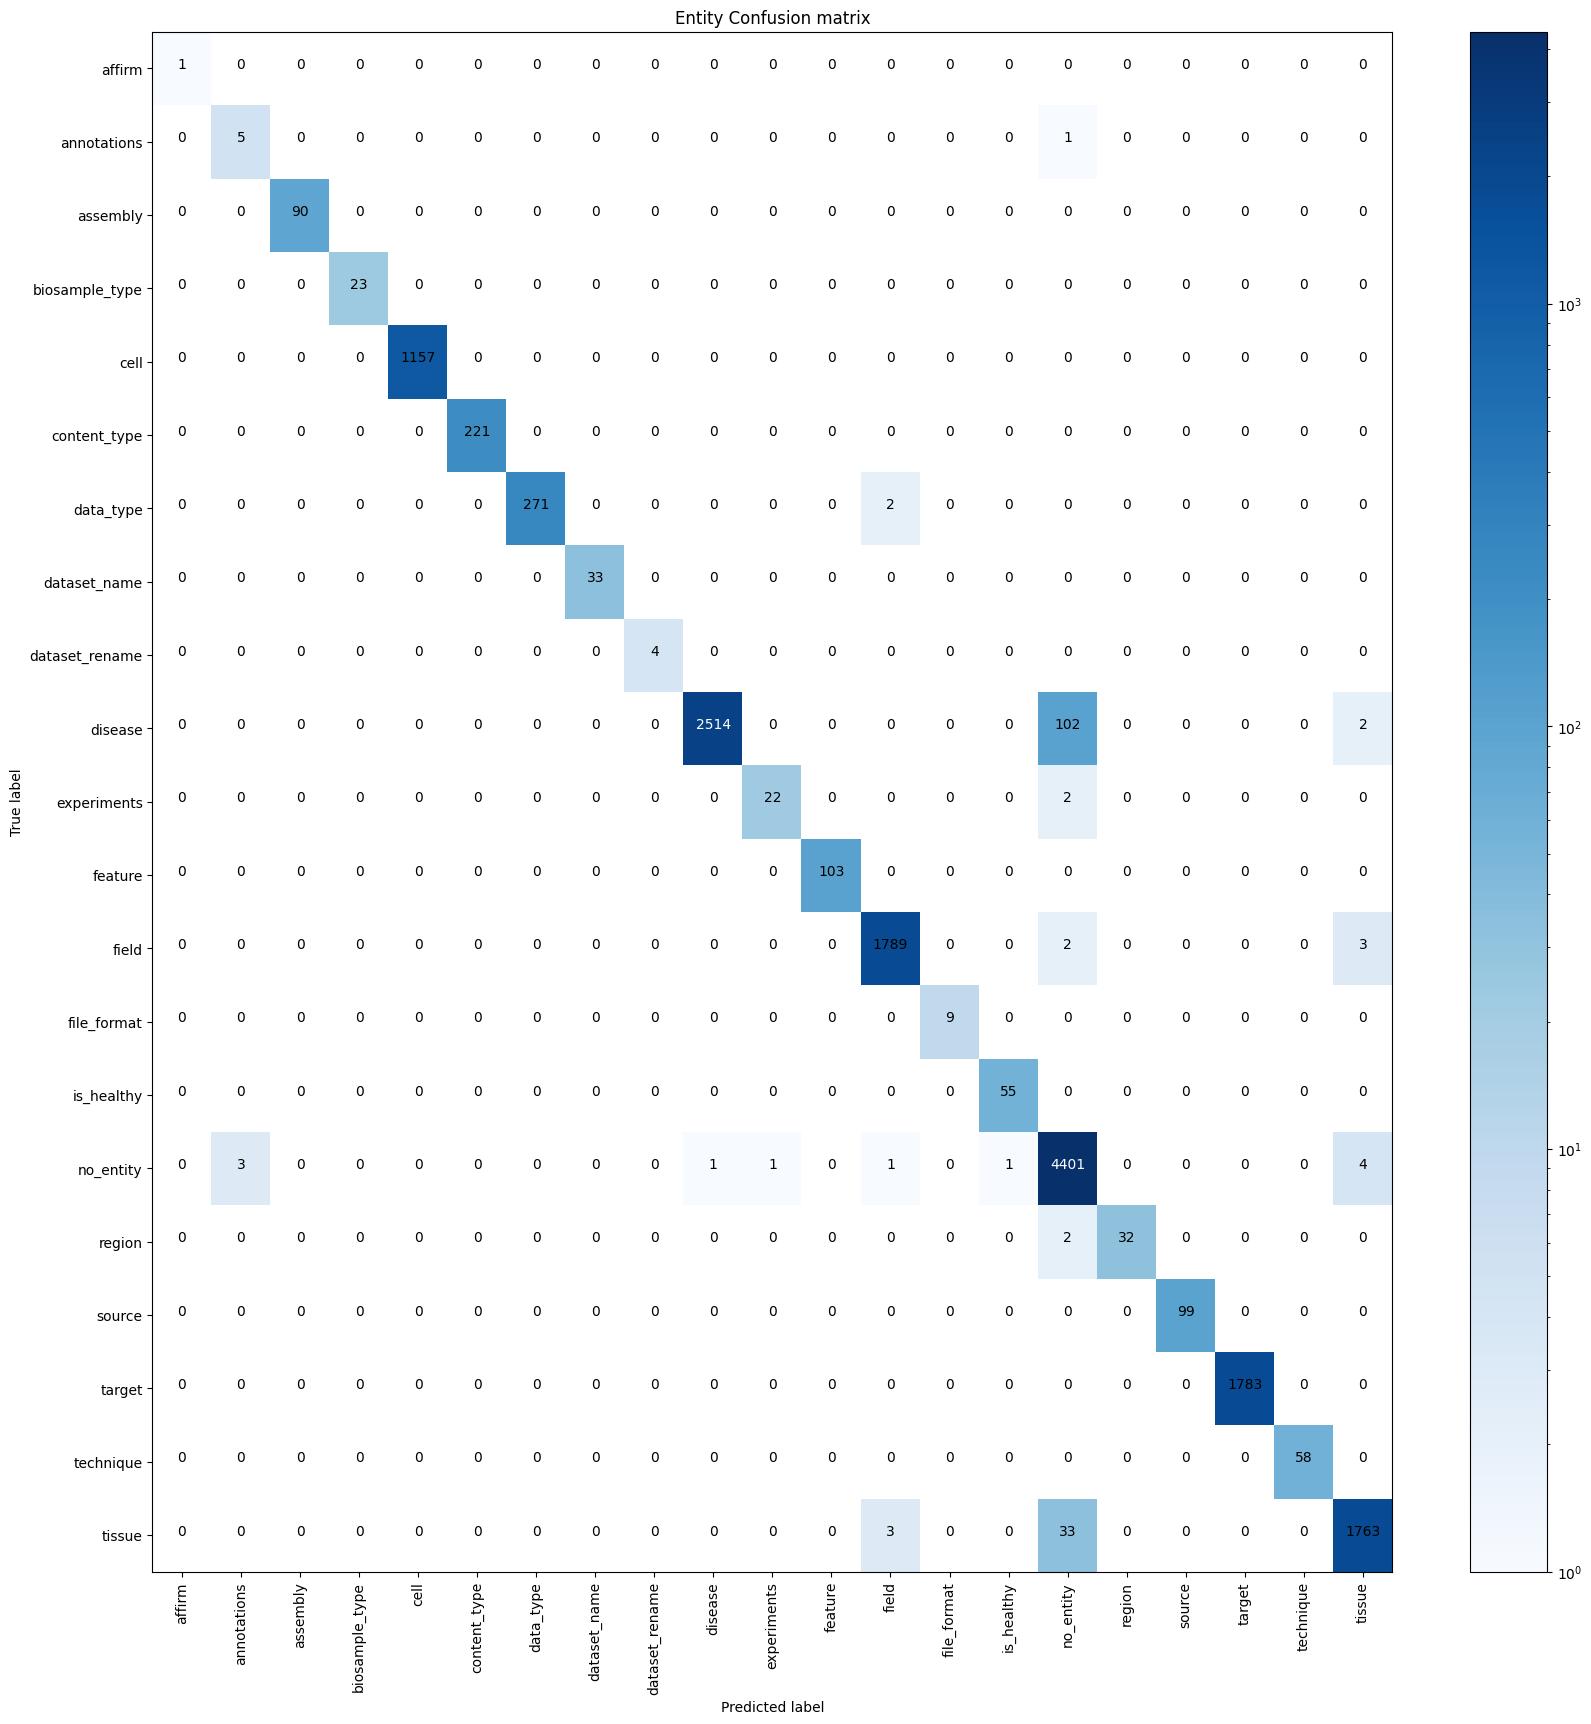 Entity Confusion matrix
affirm 1 0 0 0 0 0 0 0 0 0 0 0 0 0 0 0 0 0 0 0 0
annotations 0 5 0 0 0 0 0 0 0 0 0 0 0 0 0 1 0 0 0 0 0
assembly 0 0 90 0 0 0 0 0 0 0 0 0 0 0 0 0 0 0 0 0 0
biosample_type 0 0 0 23 0 0 0 0 0 0 0 0 0 0 0 0 0 0 0 0 0
cell 0 0 0 0 1157 0 0 0 0 0 0 0 0 0 0 0 0 0 0 0 0
10³
content_type 0 0 0 0 0 221 0 0 0 0 0 0 0 0 0 0 0 0 0 0 0
data_type 0 0 0 0 0 0 271 0 0 0 0 0 2 0 0 0 0 0 0 0 0
dataset_name 0 0 0 0 0 0 0 33 0 0 0 0 0 0 0 0 0 0 0 0 0
dataset_rename 0 0 0 0 0 0 0 0 4 0 0 0 0 0 0 0 0 0 0 0 0
disease 0 0 0 0 0 0 0 0 0 2514 0 0 0 0 0 102 0 0 0 0 2
10²
True label
experiments 0 0 0 0 0 0 0 0 0 0 22 0 0 0 0 2 0 0 0 0 0
feature 0 0 0 0 0 0 0 0 0 0 0 103 0 0 0 0 0 0 0 0 0
field 0 0 0 0 0 0 0 0 0 0 0 0 1789 0 0 2 0 0 0 0 3
file_format 0 0 0 0 0 0 0 0 0 0 0 0 0 9 0 0 0 0 0 0 0
is_healthy 0 0 0 0 0 0 0 0 0 0 0 0 0 0 55 0 0 0 0 0 0
10¹
no_entity 0 3 0 0 0 0 0 0 0 1 1 0 1 0 1 4401 0 0 0 0 4
region 0 0 0 0 0 0 0 0 0 0 0 0 0 0 0 2 32 0 0 0 0
source 0 0 0 0 0 0 0 0 0 0 0 0 0 0 0 0 0 99 0 0 0
target 0 0 0 0 0 0 0 0 0 0 0 0 0 0 0 0 0 0 1783 0 0
technique 0 0 0 0 0 0 0 0 0 0 0 0 0 0 0 0 0 0 0 58 0
tissue 0 0 0 0 0 0 0 0 0 0 0 0 3 0 0 33 0 0 0 0 1763
10⁰
affirm
annotations
assembly
biosample_type
cell
content_type
data_type
dataset_name
dataset_rename
disease
experiments
feature
field
file_format
is_healthy
no_entity
region
source
target
technique
tissue
Predicted label